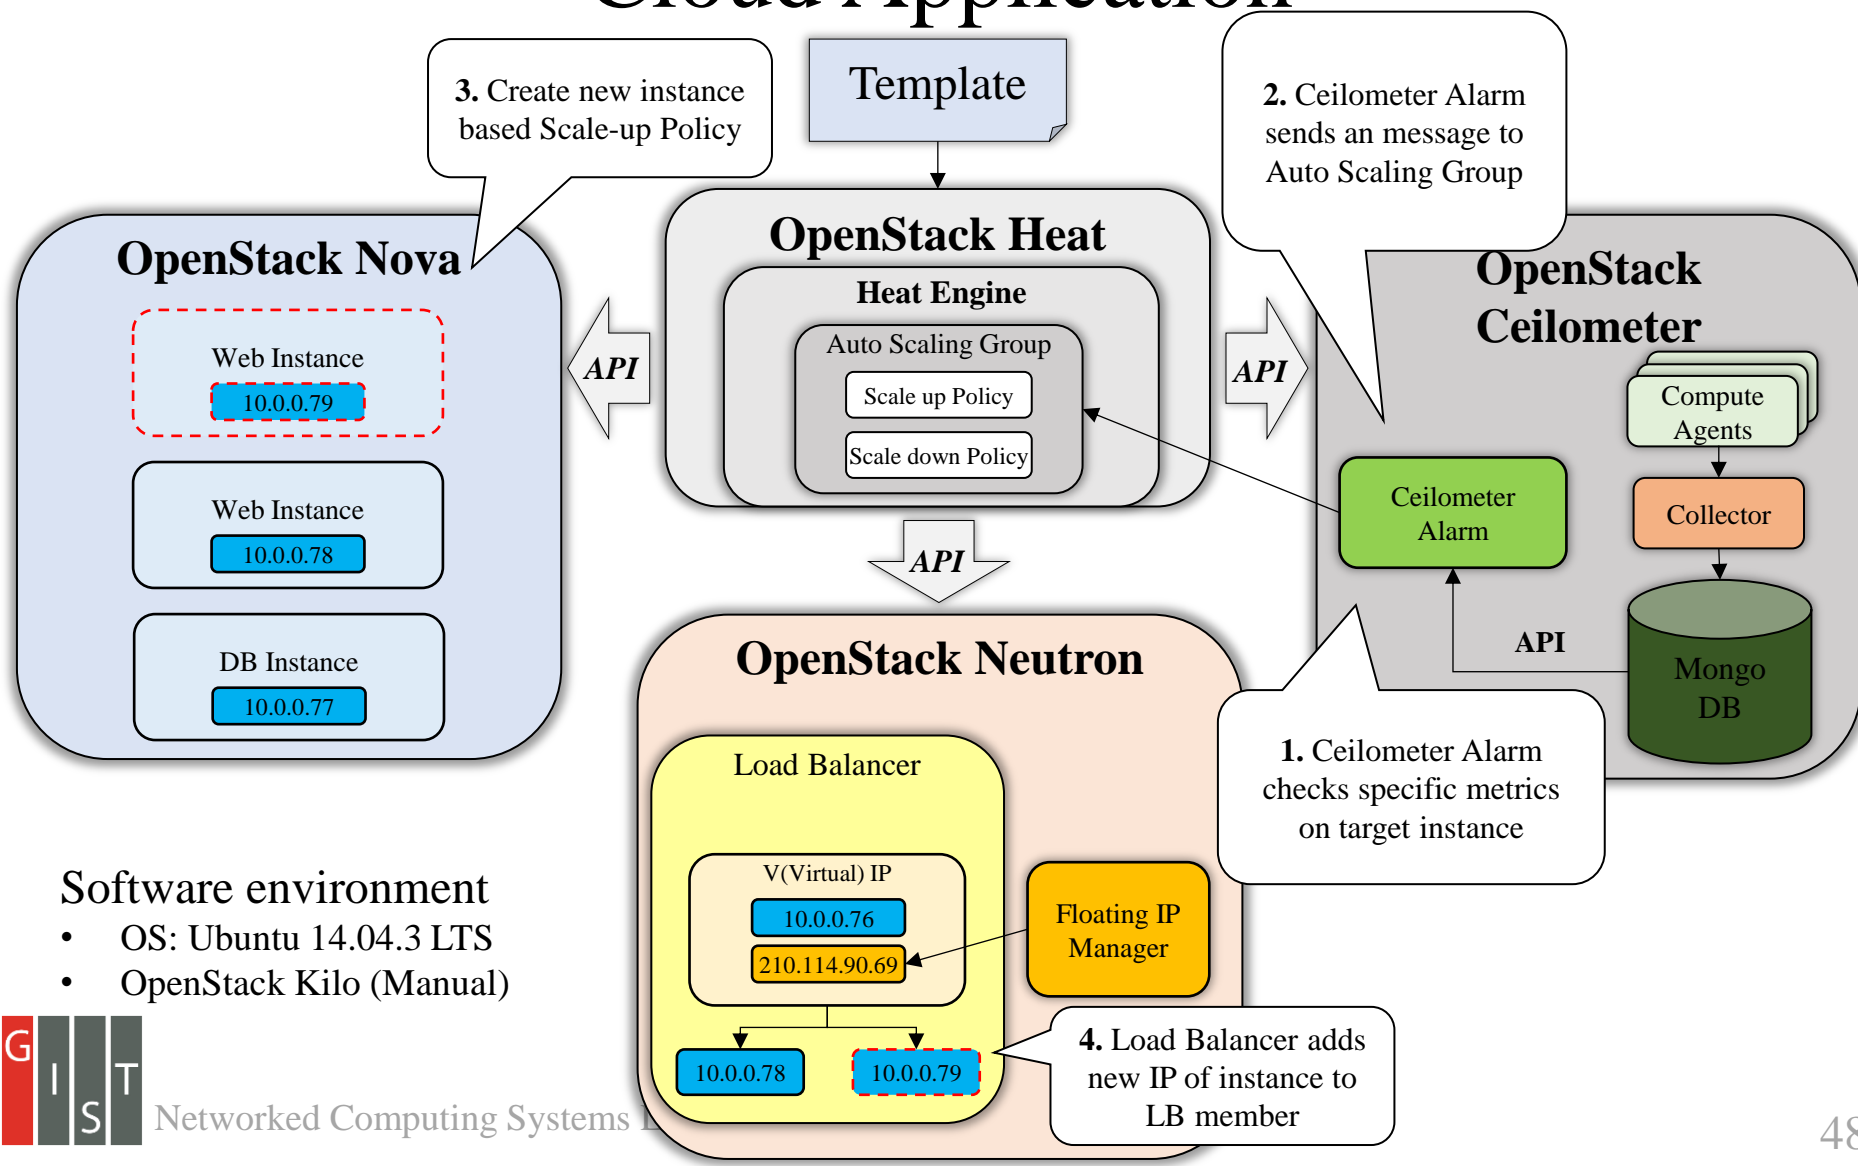 Cloud Application
3. Create new instance
based Scale-up Policy
Template
2. Ceilometer Alarm
sends an message to
Auto Scaling Group
OpenStack Nova
Web Instance
10.0.0.79
Web Instance
10.0.0.78
DB Instance
10.0.0.77
API
OpenStack Heat
Heat Engine
Auto Scaling Group
Scale up Policy
Scale down Policy
API
API
OpenStack
Ceilometer
Compute
Agents
Collector
Ceilometer
Alarm
API
Mongo
DB
1. Ceilometer Alarm
checks specific metrics
on target instance
OpenStack Neutron
Load Balancer
V(Virtual) IP
10.0.0.76
210.114.90.69
Floating IP
Manager
10.0.0.78
10.0.0.79
4. Load Balancer adds
new IP of instance to
LB member
Software environment
• OS: Ubuntu 14.04.3 LTS
• OpenStack Kilo (Manual)
GIST
Networked Computing Systems
48